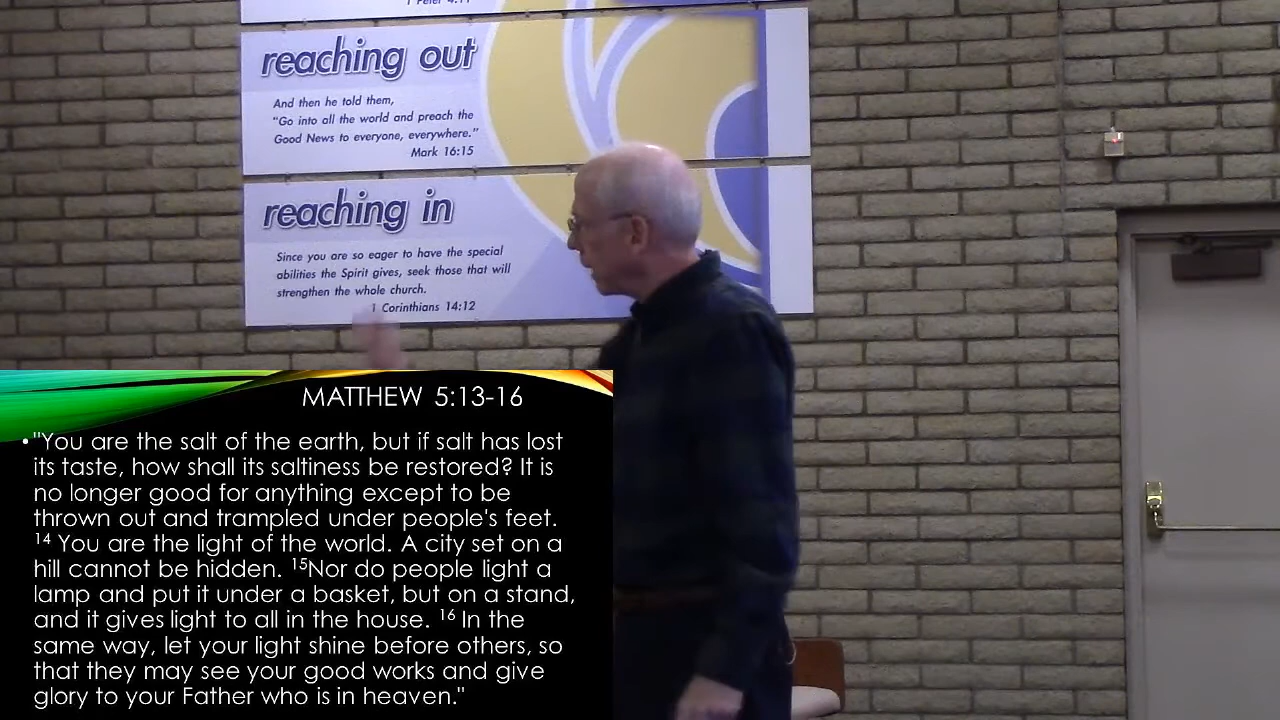 1 Peter 4:11
reaching out
And then he told them,
"Go into all the world and preach the
Good News to everyone, everywhere."
Mark 16:15
reaching in
Since you are so eager to have the special
abilities the Spirit gives, seek those that will
strengthen the whole church.
1 Corinthians 14:12
MATTHEW 5:13-16
• "You are the salt of the earth, but if salt has lost
its taste, how shall its saltiness be restored? It is
no longer good for anything except to be
thrown out and trampled under people's feet.
14 You are the light of the world. A city set on a
hill cannot be hidden. 15Nor do people light a
lamp and put it under a basket, but on a stand,
and it gives light to all in the house. 16 In the
same way, let your light shine before others, so
that they may see your good works and give
glory to your Father who is in heaven."